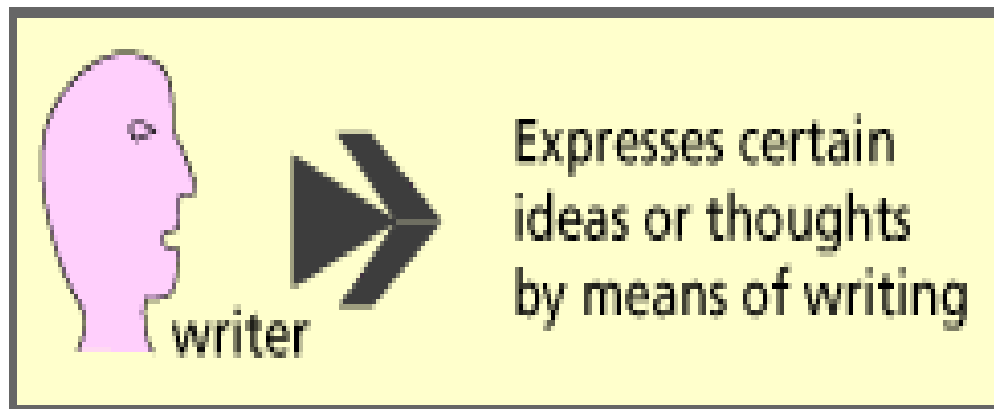 writer
Expresses certain
ideas or thoughts
by means of writing